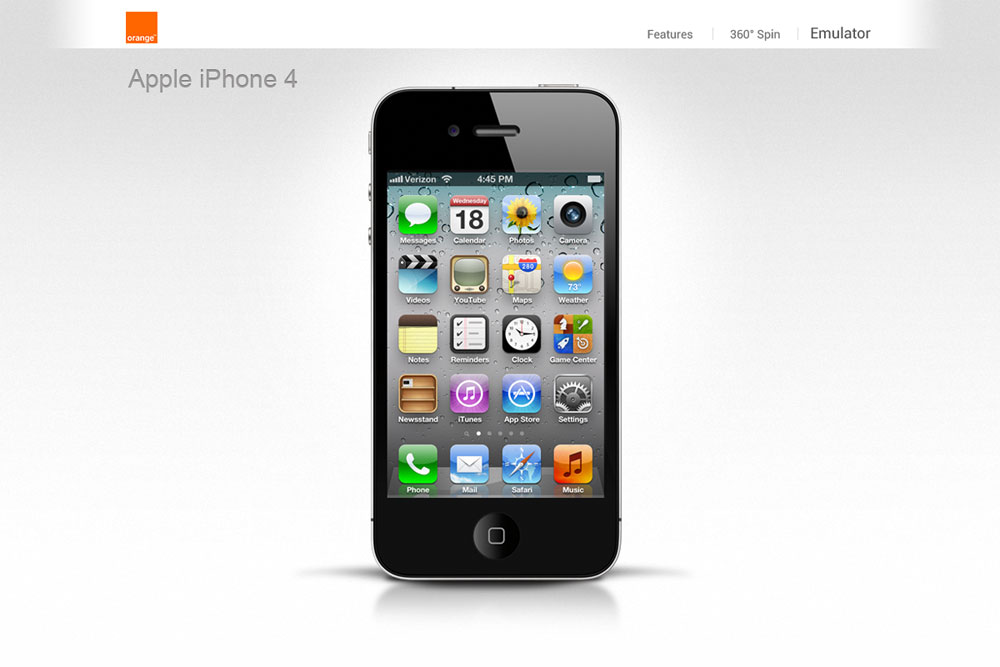 orange™
Features
360° Spin
Emulator
Apple iPhone 4
Verizon
4:45 PM
Wednesday
18
280
73°
Messages
Calendar
Photos
Camera
Videos
YouTube
Maps
Weather
Notes
Reminders
Clock
Game Center
Newsstand
iTunes
App Store
Settings
Phone
Mail
Safari
Music